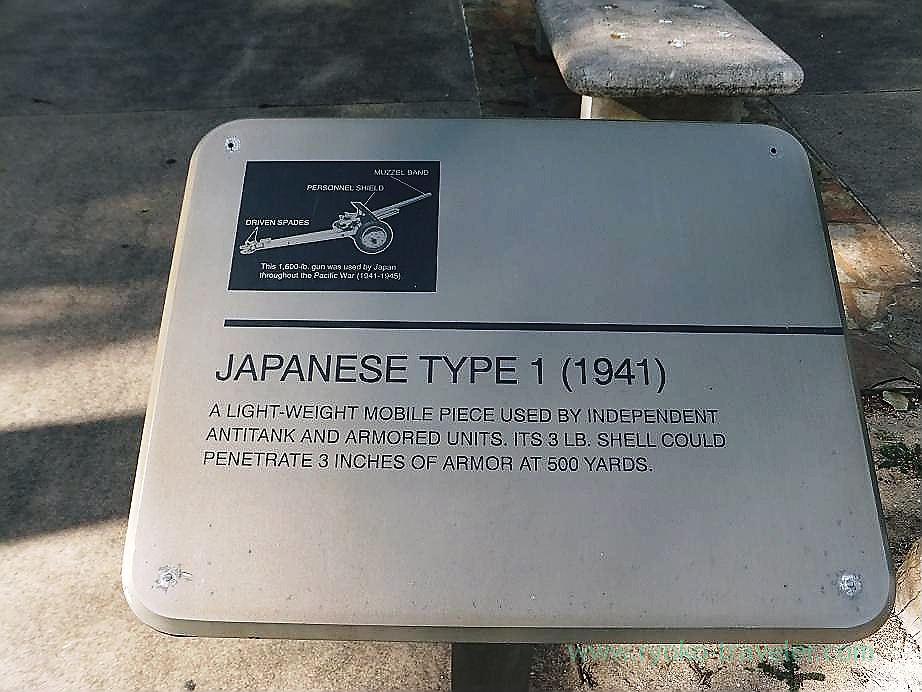 MUZZEL BAND
PERSONNEL SHIELD
DRIVEN SPADES
This 1,600-lb. gun was used by Japan
throughout the Pacific War (1941-1945)
JAPANESE TYPE 1 (1941)
A LIGHT-WEIGHT MOBILE PIECE USED BY INDEPENDENT
ANTITANK AND ARMORED UNITS. ITS 3 LB. SHELL COULD
PENETRATE 3 INCHES OF ARMOR AT 500 YARDS.